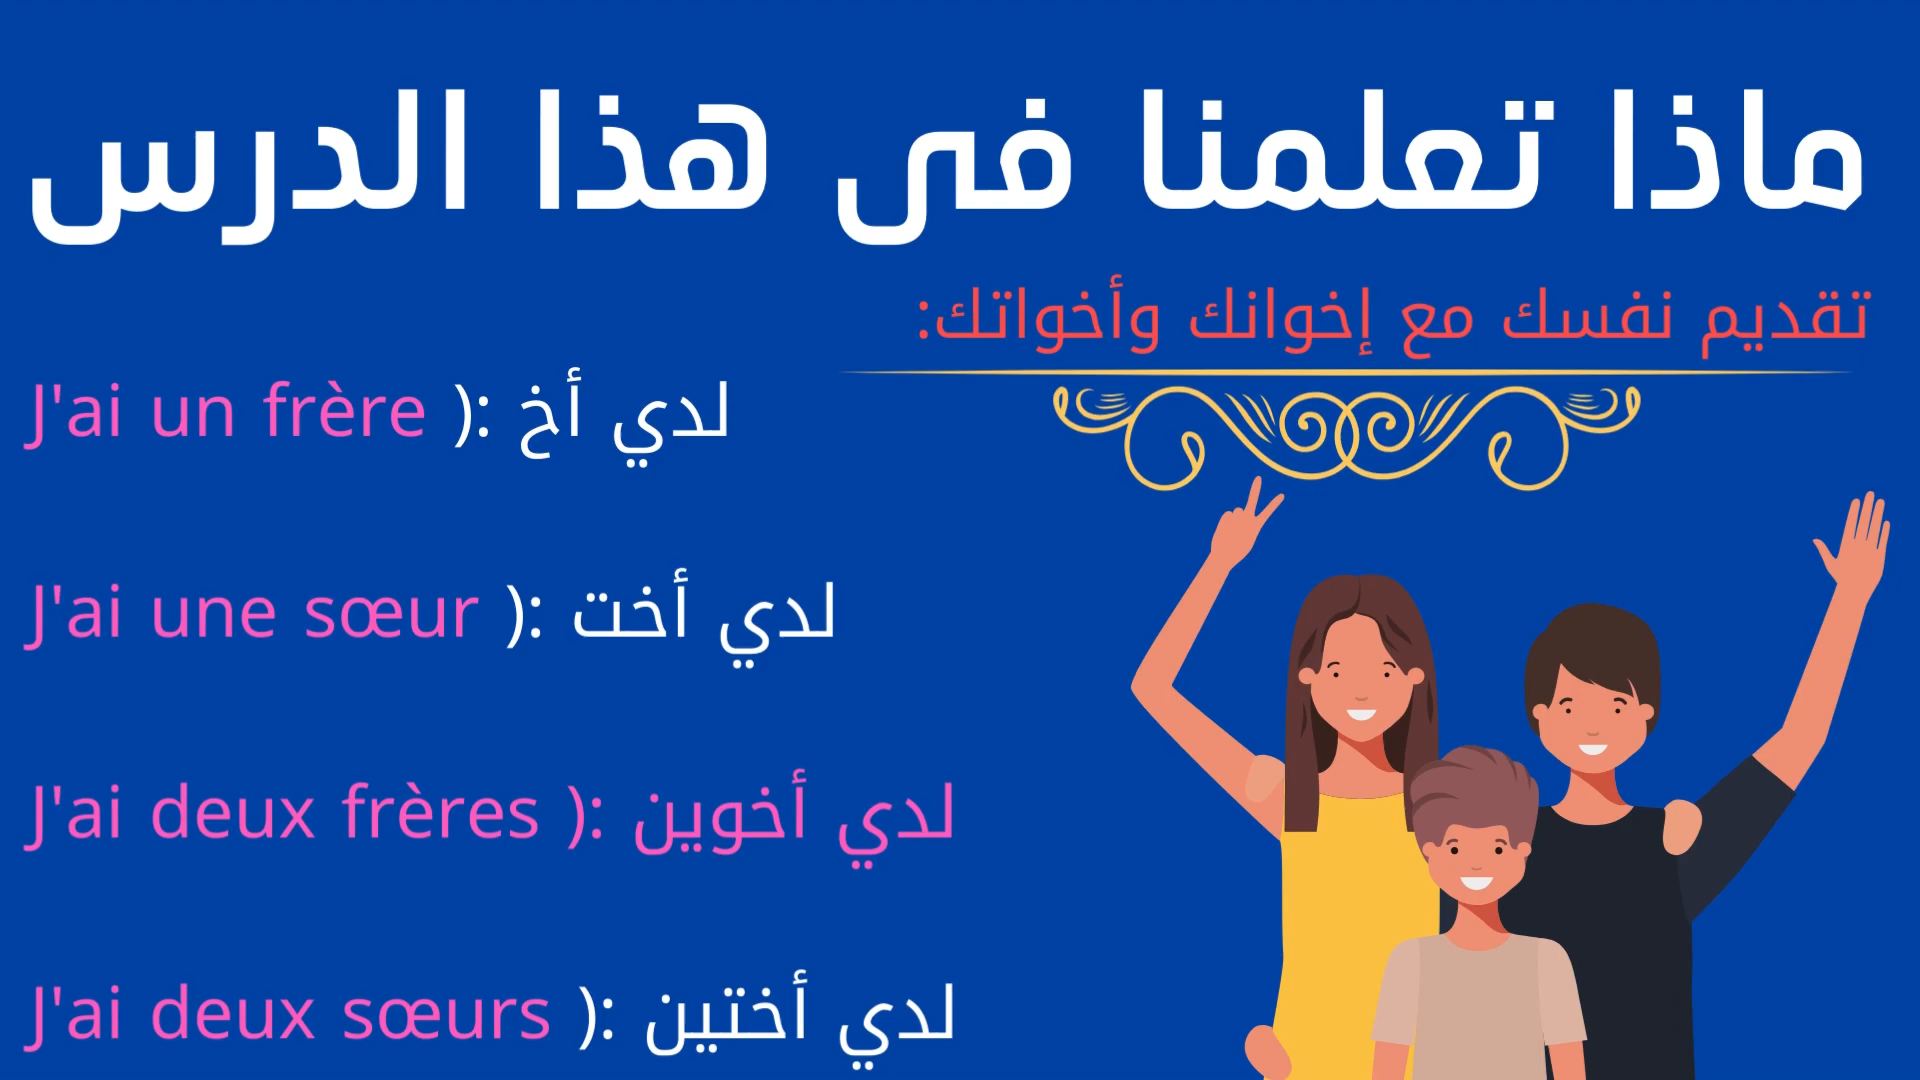 ماذا تعلمنا فى هذا الدرس
تقديم نفسك مع إخوانك وأخواتك:
J'ai un frère ): لدي أخ
J'ai une sœur ): لدي أخت
J'ai deux frères ): لدي أخوين
J'ai deux sœurs ): لدي أختين